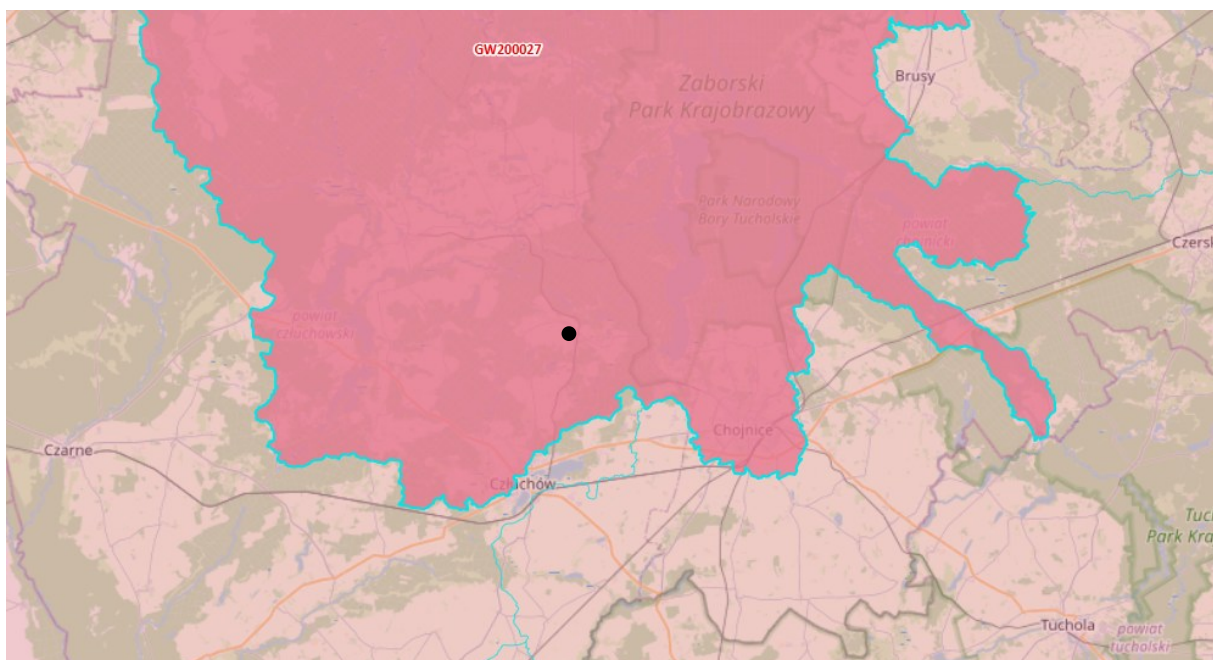 GW200027
Brusy
Zaborski
Park Krajobrazowy
Park Narodowy
Bory Tucholskie
powiat
chojnicki
Czersk
powiat
człuchowski
Chojnice
Czarne
Człuchów
Tuch
Park Kra
Tuchola
powiat
tucholski